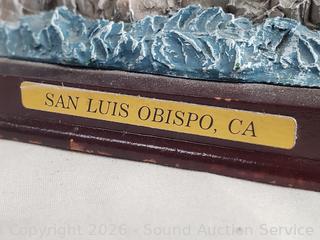 SAN LUIS OBISPO, CA
Copyright 2026 - Sound Auction Service